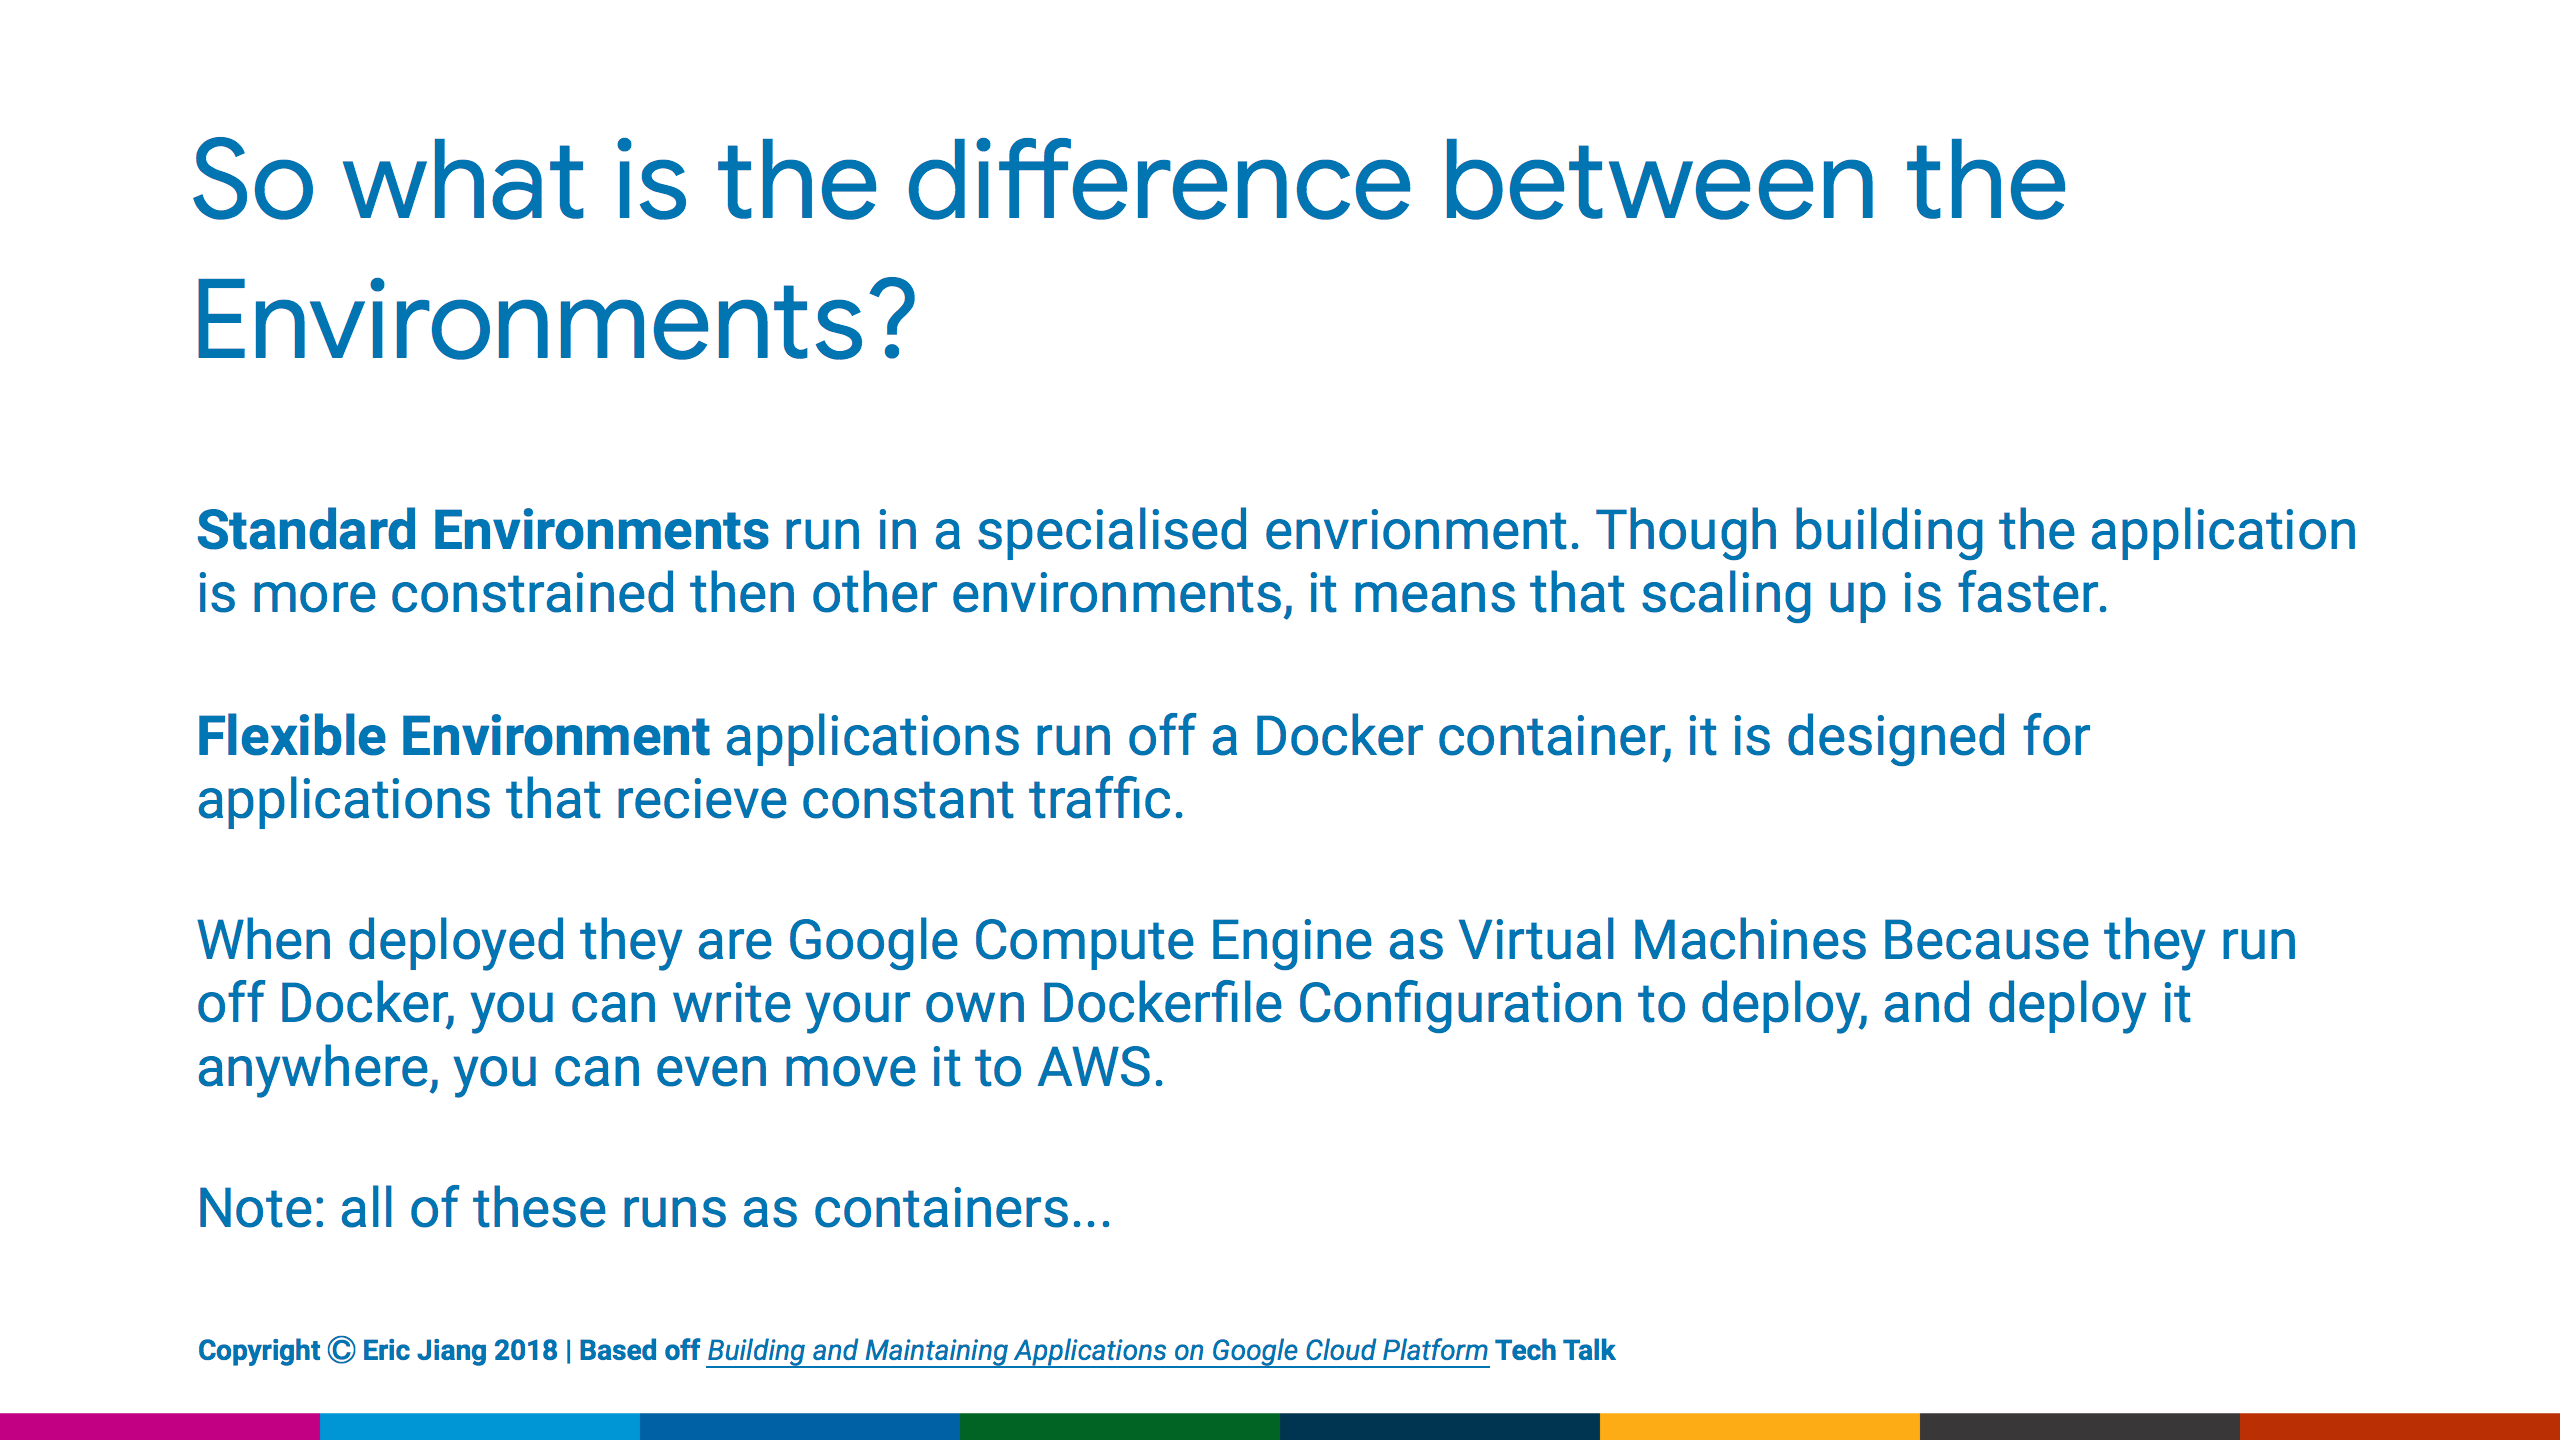 So what is the difference between the
Environments?
Standard Environments run in a specialised envrionment. Though building the application
is more constrained then other environments, it means that scaling up is faster.
Flexible Environment applications run off a Docker container, it is designed for
applications that recieve constant traffic.
When deployed they are Google Compute Engine as Virtual Machines Because they run
off Docker, you can write your own Dockerfile Configuration to deploy, and deploy it
anywhere, you can even move it to AWS.
Note: all of these runs as containers...
Copyright © Eric Jiang 2018 | Based off Building and Maintaining Applications on Google Cloud Platform Tech Talk